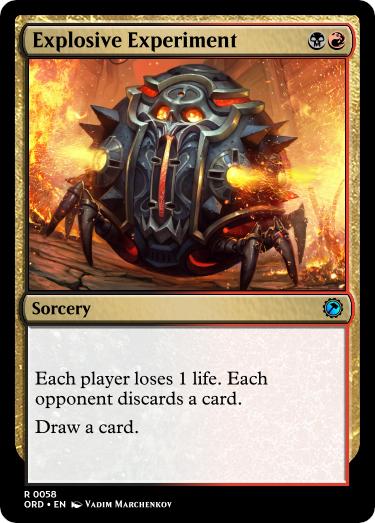 Explosive Experiment
Sorcery
Each player loses 1 life. Each
opponent discards a card.
Draw a card.
R 0058
ORD • EN Vadim Marchenkov